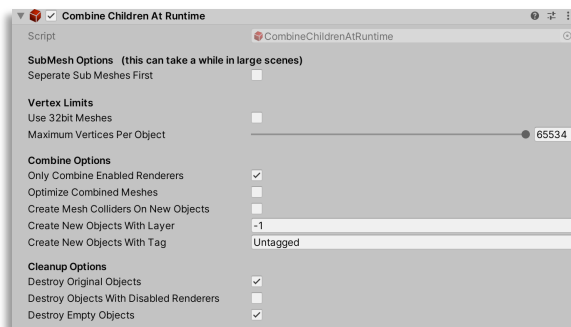 Combine Children At Runtime
Script CombineChildrenAtRuntime
SubMesh Options (this can take a while in large scenes)
Seperate Sub Meshes First
Vertex Limits
Use 32bit Meshes
Maximum Vertices Per Object 65534
Combine Options
Only Combine Enabled Renderers
Optimize Combined Meshes
Create Mesh Colliders On New Objects
Create New Objects With Layer -1
Create New Objects With Tag Untagged
Cleanup Options
Destroy Original Objects
Destroy Objects With Disabled Renderers
Destroy Empty Objects